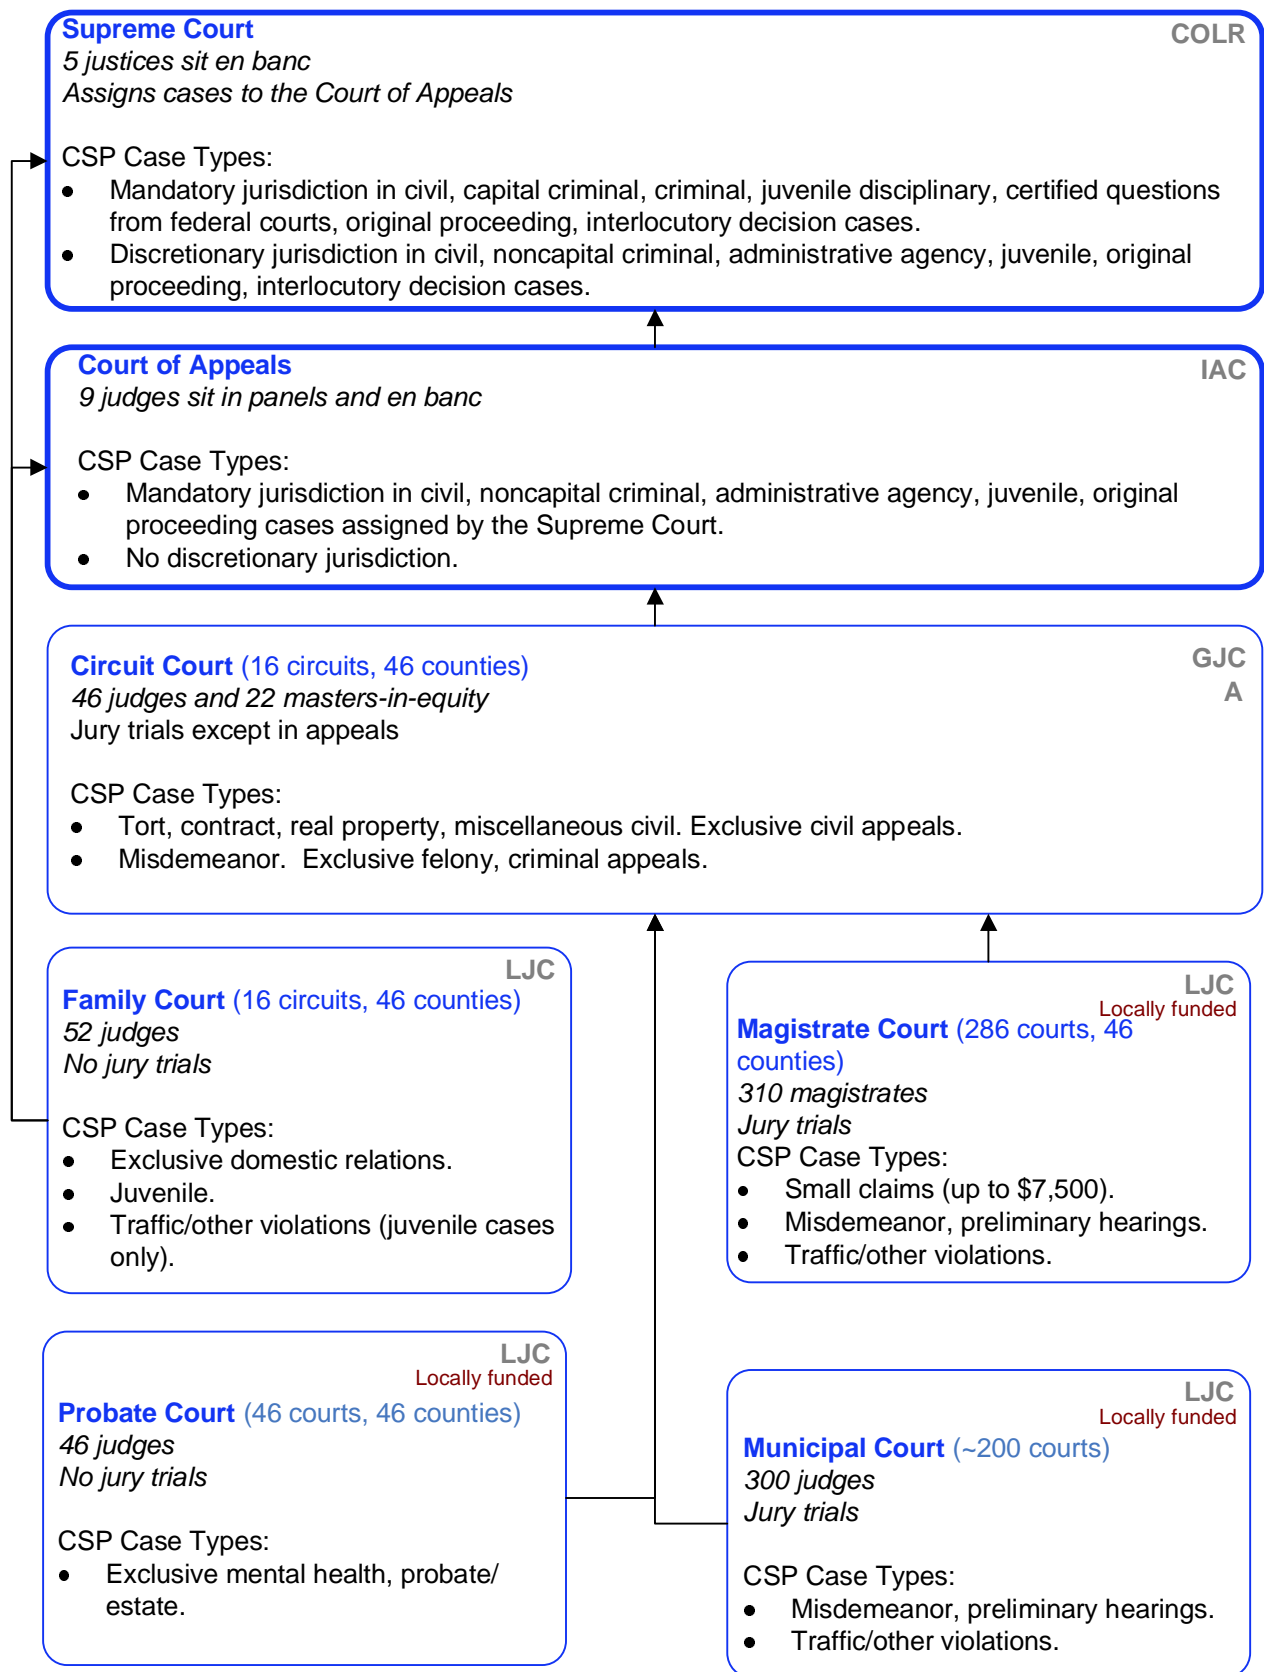 Supreme Court
COLR
5 justices sit en banc
Assigns cases to the Court of Appeals
CSP Case Types:
● Mandatory jurisdiction in civil, capital criminal, criminal, juvenile disciplinary, certified questions
from federal courts, original proceeding, interlocutory decision cases.
● Discretionary jurisdiction in civil, noncapital criminal, administrative agency, juvenile, original
proceeding, interlocutory decision cases.
Court of Appeals
IAC
9 judges sit in panels and en banc
CSP Case Types:
● Mandatory jurisdiction in civil, noncapital criminal, administrative agency, juvenile, original
proceeding cases assigned by the Supreme Court.
● No discretionary jurisdiction.
Circuit Court (16 circuits, 46 counties)
GJC
A
46 judges and 22 masters-in-equity
Jury trials except in appeals
CSP Case Types:
● Tort, contract, real property, miscellaneous civil. Exclusive civil appeals.
● Misdemeanor. Exclusive felony, criminal appeals.
LJC
Family Court (16 circuits, 46 counties)
52 judges
No jury trials
CSP Case Types:
● Exclusive domestic relations.
● Juvenile.
● Traffic/other violations (juvenile cases
only).
LJC
Locally funded
Magistrate Court (286 courts, 46
counties)
310 magistrates
Jury trials
CSP Case Types:
● Small claims (up to $7,500).
● Misdemeanor, preliminary hearings.
● Traffic/other violations.
LJC
Locally funded
Probate Court (46 courts, 46 counties)
46 judges
No jury trials
CSP Case Types:
● Exclusive mental health, probate/
estate.
LJC
Locally funded
Municipal Court (~200 courts)
300 judges
Jury trials
CSP Case Types:
● Misdemeanor, preliminary hearings.
● Traffic/other violations.